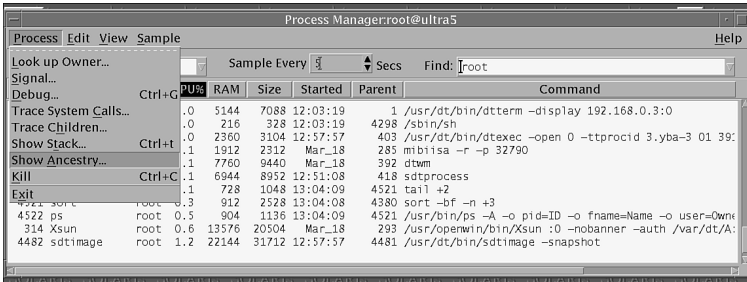 Process Manager:root@ultra5
Process Edit View Sample Help
Look up Owner...
Signal...
Debug... Ctrl+G
Trace System Calls...
Trace Children...
Show Stack... Ctrl+t
Show Ancestry...
Kill Ctrl+C
Exit
Sample Every 5 Secs Find: root
PU% RAM Size Started Parent Command
.0 5144 7088 12:03:19 1 /usr/dt/bin/dtterm -display 192.168.0.3:0
.0 216 328 12:03:19 4298 /sbin/sh
.0 2360 3104 12:57:57 403 /usr/dt/bin/dtexec -open 0 -ttprocid 3.yba-3 01 391
.1 1912 2312 Mar_18 285 mibiisa -r -p 32790
.1 7760 9440 Mar_18 392 dtwm
.1 6944 8952 12:51:08 418 sdtprocess
.1 728 1048 13:04:09 4521 tail +2
4521 sort root 0.3 912 2528 13:04:08 4380 sort -bf -n +3
4522 ps root 0.5 904 1136 13:04:09 4521 /usr/bin/ps -A -o pid=ID -o fname=Name -o user=Owne
314 Xsun root 0.6 13576 20504 Mar_18 293 /usr/openwin/bin/Xsun :0 -nobanner -auth /var/dt/A:
4482 sdtimage root 1.2 22144 31712 12:57:57 4481 /usr/dt/bin/sdtimage -snapshot